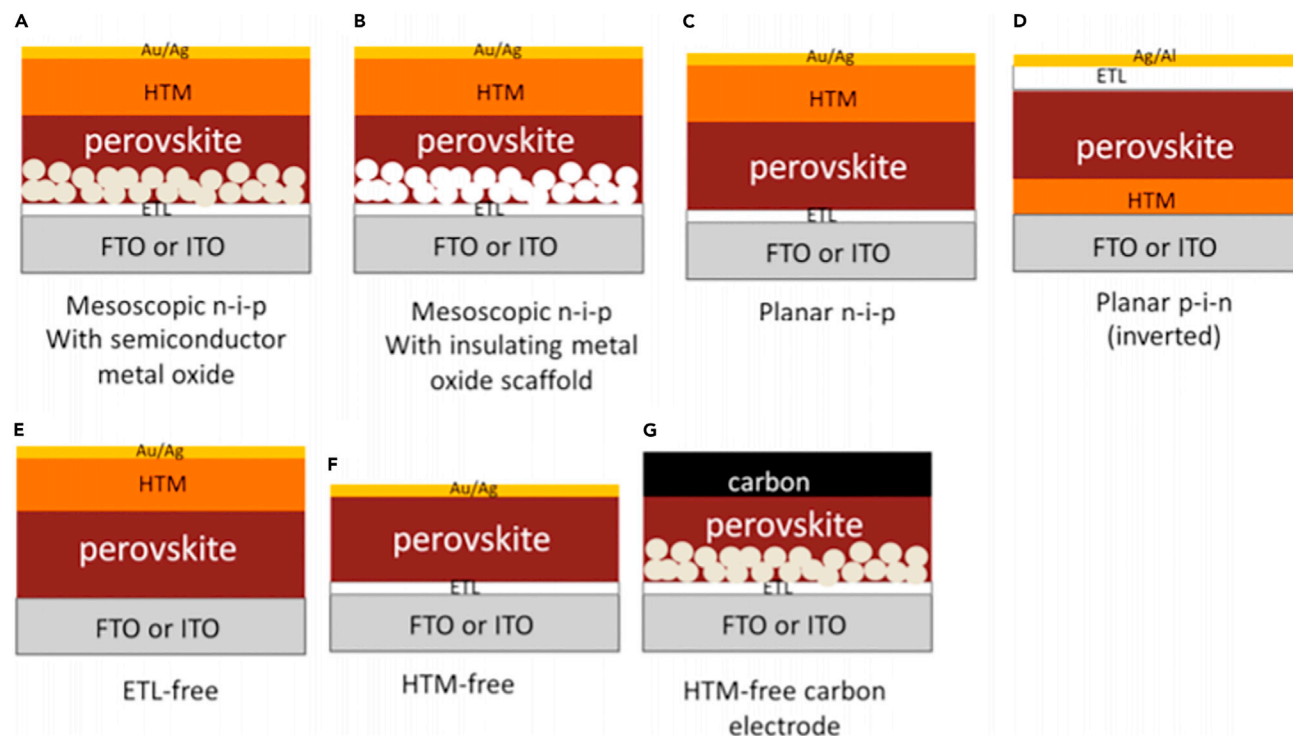 A
Au/Ag
HTM
perovskite
ETL
FTO or ITO
Mesoscopic n-i-p
With semiconductor
metal oxide
B
Au/Ag
HTM
perovskite
ETL
FTO or ITO
Mesoscopic n-i-p
With insulating metal
oxide scaffold
C
Au/Ag
HTM
perovskite
ETL
FTO or ITO
Planar n-i-p
D
Ag/Al
ETL
perovskite
HTM
FTO or ITO
Planar p-i-n
(inverted)
E
Au/Ag
HTM
perovskite
FTO or ITO
ETL-free
F
Au/Ag
perovskite
ETL
FTO or ITO
HTM-free
G
carbon
perovskite
ETL
FTO or ITO
HTM-free carbon
electrode